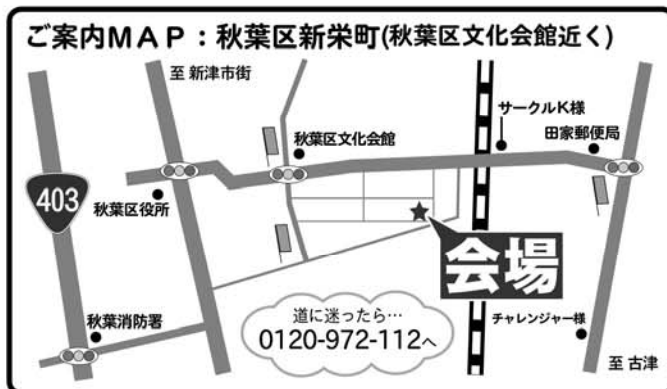 ご案内MAP：秋葉区新栄町(秋葉区文化会館近く)
至 新津市街
サークルK様
秋葉区文化会館
田家郵便局
403
秋葉区役所
会場
道に迷ったら…
0120-972-112へ
秋葉消防署
チャレンジャー様
至 古津